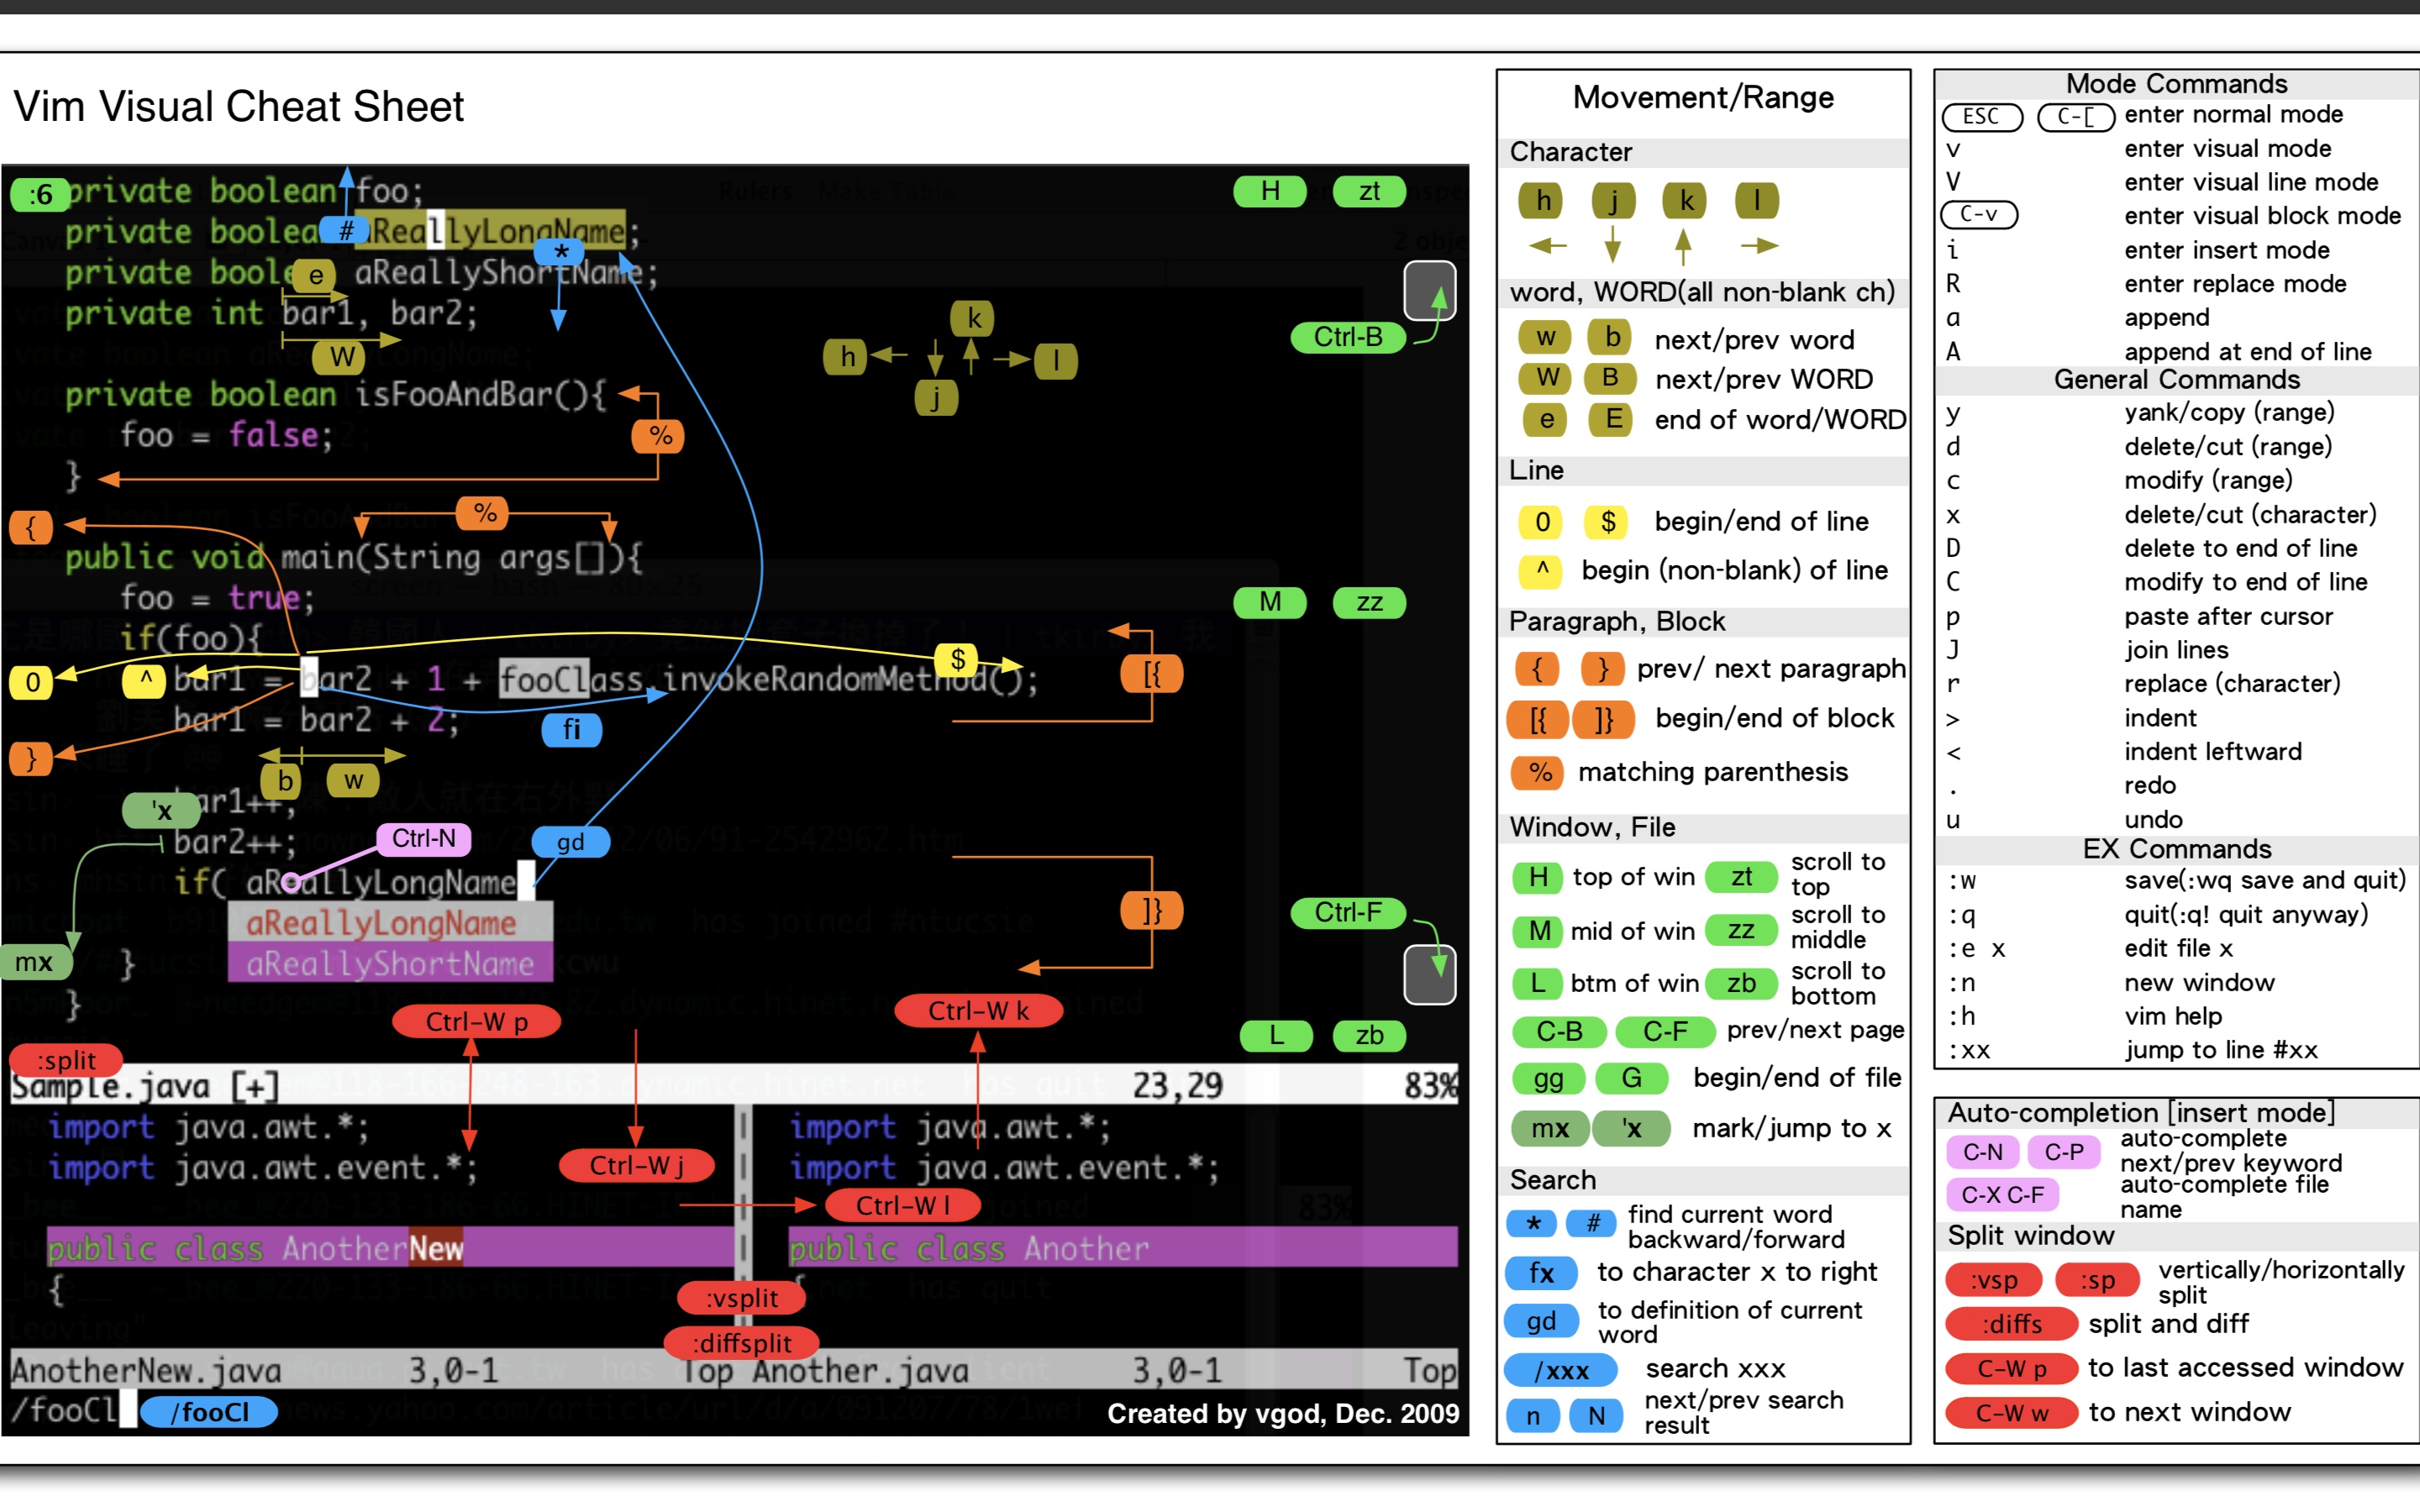 Vim Visual Cheat Sheet
:6 private boolean foo;
private boolea # aReallyLongName;
*
private boole e aReallyShortName;
private int bar1, bar2;
W
private boolean isFooAndBar(){
foo = false;
%
}
{
%
public void main(String args[]){
foo = true;
if(foo){
0 ^ bar1 = bar2 + 1 + fooClass.invokeRandomMethod();
$
fi
bar1 = bar2 + 2;
}
b w
'x bar1++;
bar2++;
Ctrl-N gd
if( aReallyLongName
aReallyLongName
aReallyShortName
mx }
}
H zt
Ctrl-B
k
h l
j
M zz
[{
]}
Ctrl-F
L zb
Ctrl-W p
Ctrl-W k
:split
Sample.java [+] 23,29 83%
import java.awt.*; import java.awt.*;
import java.awt.event.*; import java.awt.event.*;
Ctrl-W j
Ctrl-W l
public class AnotherNew public class Another
{ {
:vsplit
:diffsplit
AnotherNew.java 3,0-1 Top Another.java 3,0-1 Top
/fooCl /fooCl
Created by vgod, Dec. 2009
Movement/Range
Character
h j k l
word, WORD(all non-blank ch)
w b next/prev word
W B next/prev WORD
e E end of word/WORD
Line
0 $ begin/end of line
^ begin (non-blank) of line
Paragraph, Block
{ } prev/ next paragraph
[{ ]} begin/end of block
% matching parenthesis
Window, File
H top of win zt scroll to
top
M mid of win zz scroll to
middle
L btm of win zb scroll to
bottom
C-B C-F prev/next page
gg G begin/end of file
mx 'x mark/jump to x
Search
* # find current word
backward/forward
fx to character x to right
gd to definition of current
word
/xxx search xxx
n N next/prev search
result
Mode Commands
ESC C-[ enter normal mode
v enter visual mode
V enter visual line mode
C-v enter visual block mode
i enter insert mode
R enter replace mode
a append
A append at end of line
General Commands
y yank/copy (range)
d delete/cut (range)
c modify (range)
x delete/cut (character)
D delete to end of line
C modify to end of line
p paste after cursor
J join lines
r replace (character)
> indent
< indent leftward
. redo
u undo
EX Commands
:w save(:wq save and quit)
:q quit(:q! quit anyway)
:e x edit file x
:n new window
:h vim help
:xx jump to line #xx
Auto-completion [insert mode]
C-N C-P auto-complete
next/prev keyword
C-X C-F auto-complete file
name
Split window
:vsp :sp vertically/horizontally
split
:diffs split and diff
C-W p to last accessed window
C-W w to next window